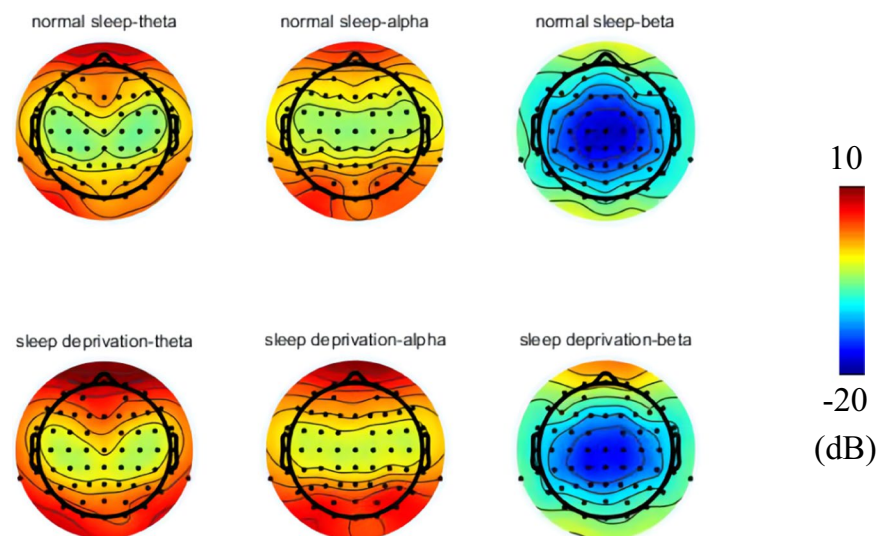 normal sleep-theta
normal sleep-alpha
normal sleep-beta
10
sleep deprivation-theta
sleep deprivation-alpha
sleep deprivation-beta
-20
(dB)